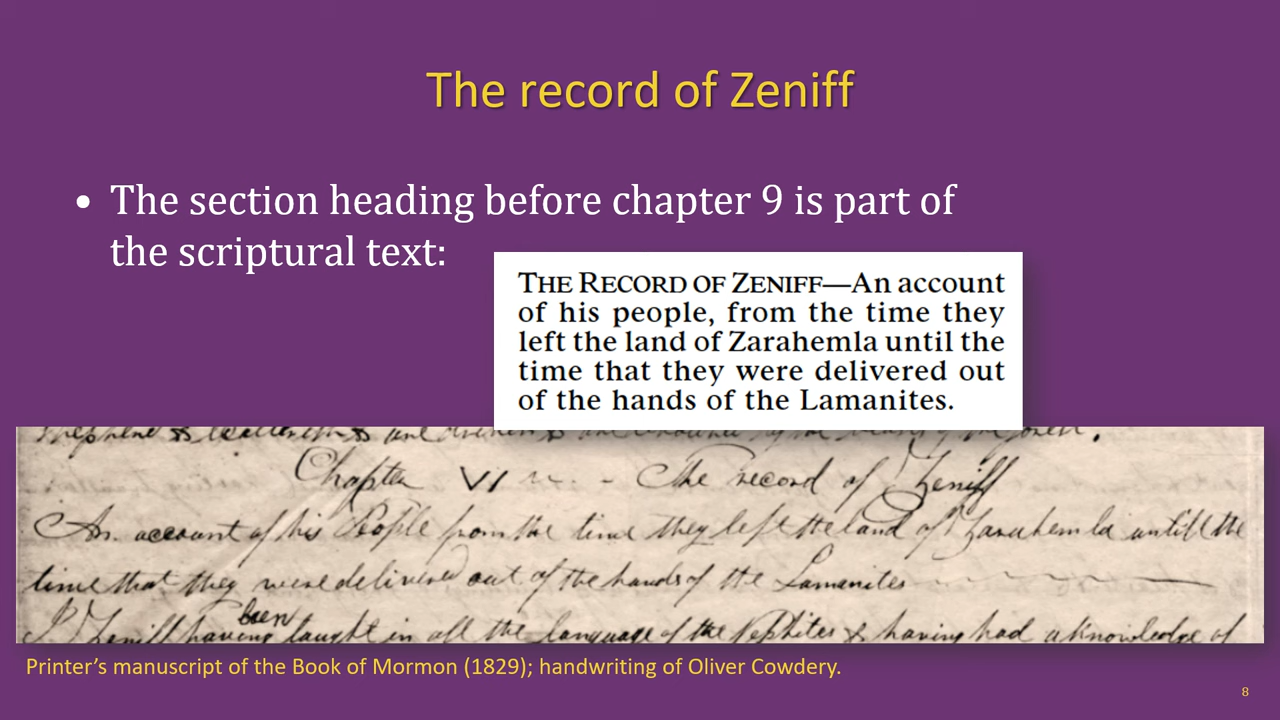 The record of Zeniff
• The section heading before chapter 9 is part of
the scriptural text:
THE RECORD OF ZENIFF—An account
of his people, from the time they
left the land of Zarahemla until the
time that they were delivered out
of the hands of the Lamanites.
Chapter VI - The record of Zeniff
An account of his People from the time they left the land of Zarahemla untill the
time that they were delivered out of the hands of the Lamanites
been
I Zeniff having taught in all the language of the Nephites & having had a knowledge of
Printer’s manuscript of the Book of Mormon (1829); handwriting of Oliver Cowdery.
8